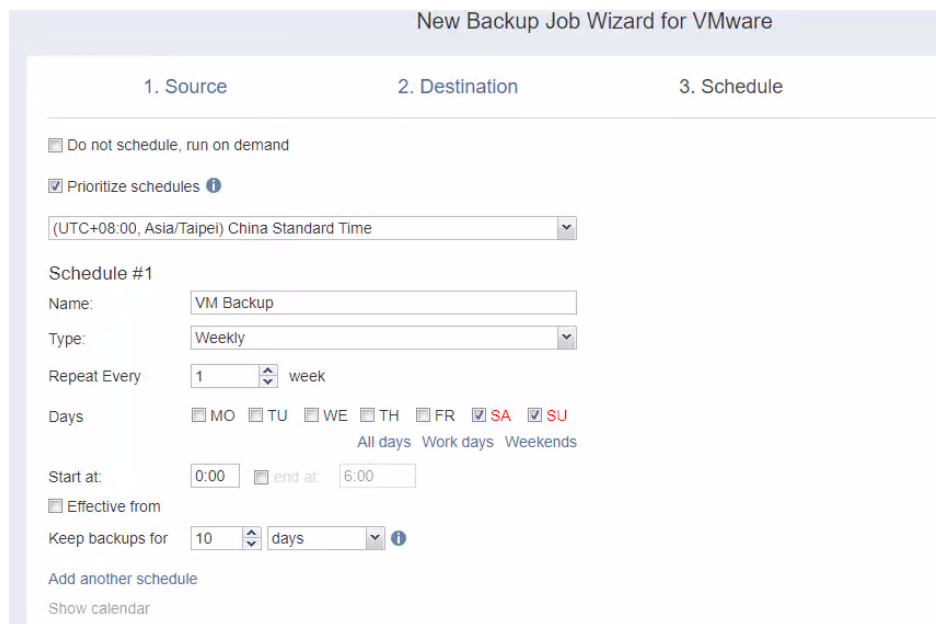 New Backup Job Wizard for VMware
1. Source 2. Destination 3. Schedule
Do not schedule, run on demand
Prioritize schedules i
(UTC+08:00, Asia/Taipei) China Standard Time
Schedule #1
Name: VM Backup
Type: Weekly
Repeat Every 1 week
Days MO TU WE TH FR SA SU
All days Work days Weekends
Start at: 0:00 end at: 6:00
Effective from
Keep backups for 10 days i
Add another schedule
Show calendar